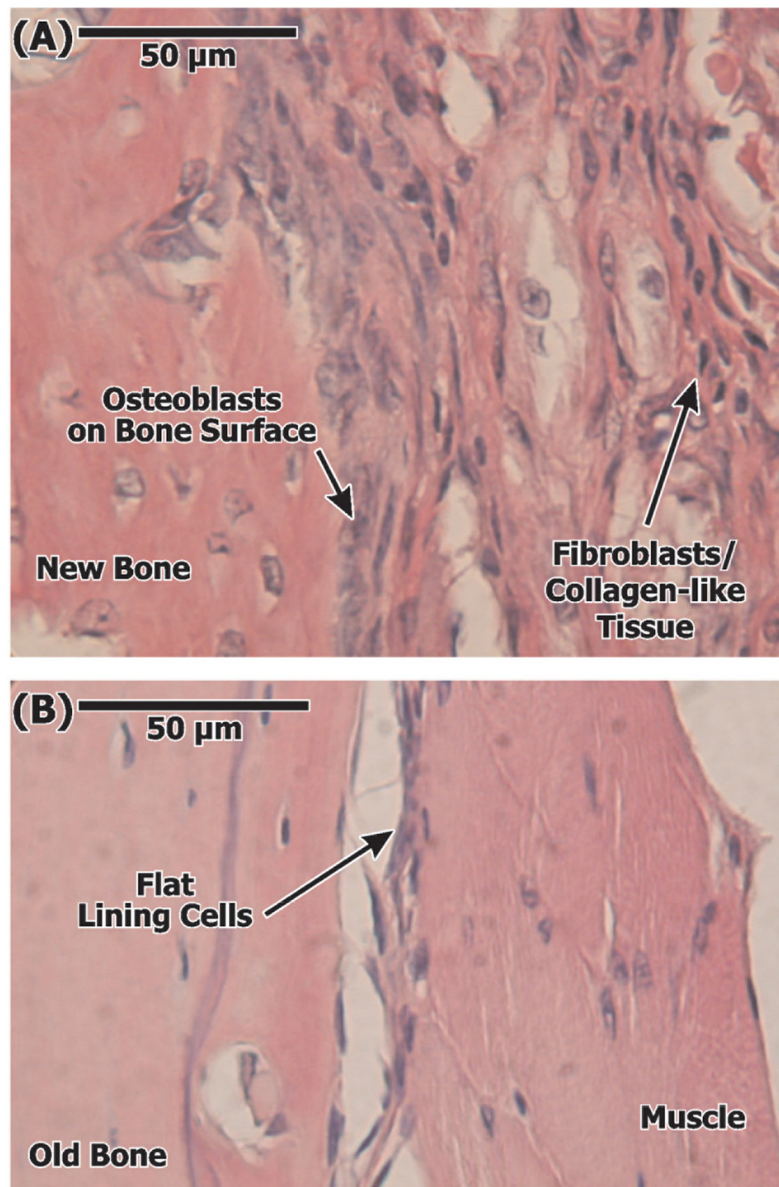 (A)
50 µm
Osteoblasts
on Bone Surface
New Bone
Fibroblasts/
Collagen-like
Tissue
(B)
50 µm
Flat
Lining Cells
Old Bone
Muscle